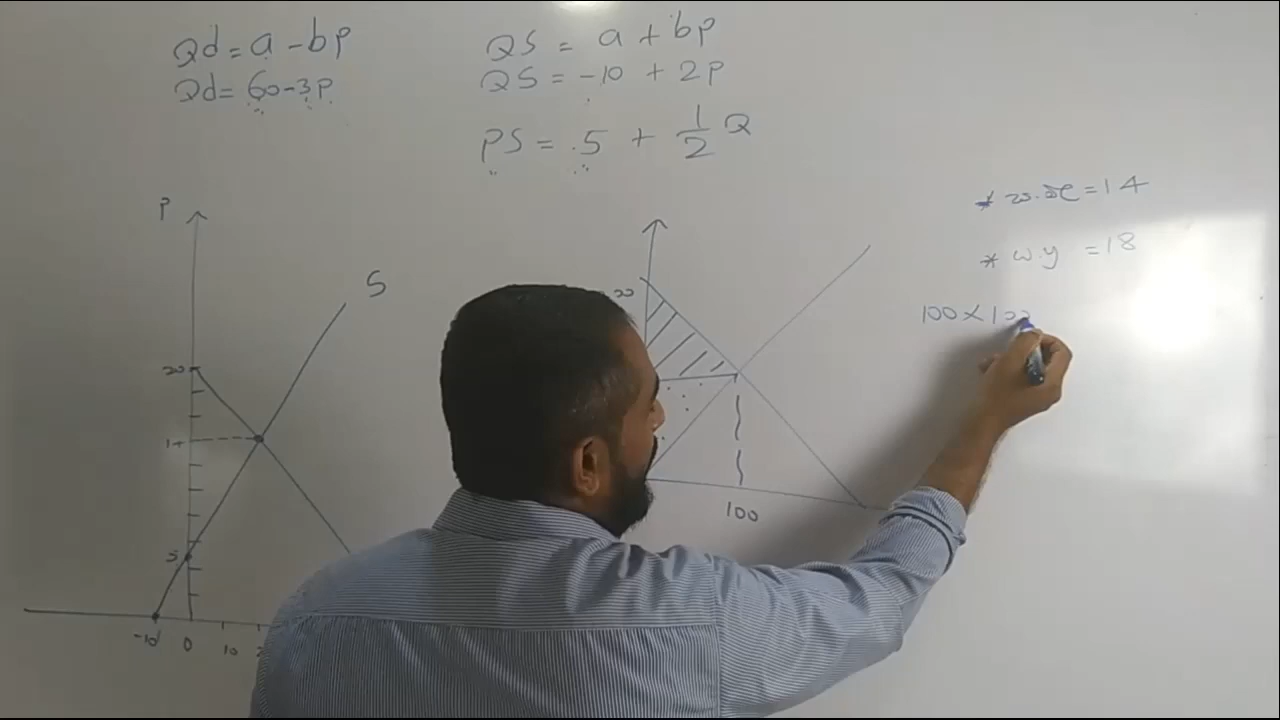 Qd = a - bp
Qd = 60 - 3p
QS = a + bp
QS = -10 + 2p
PS = .5 + 1/2 Q
P
S
20
14
5
-10 0 10
100
= 14
* w.y = 18
100 x 100